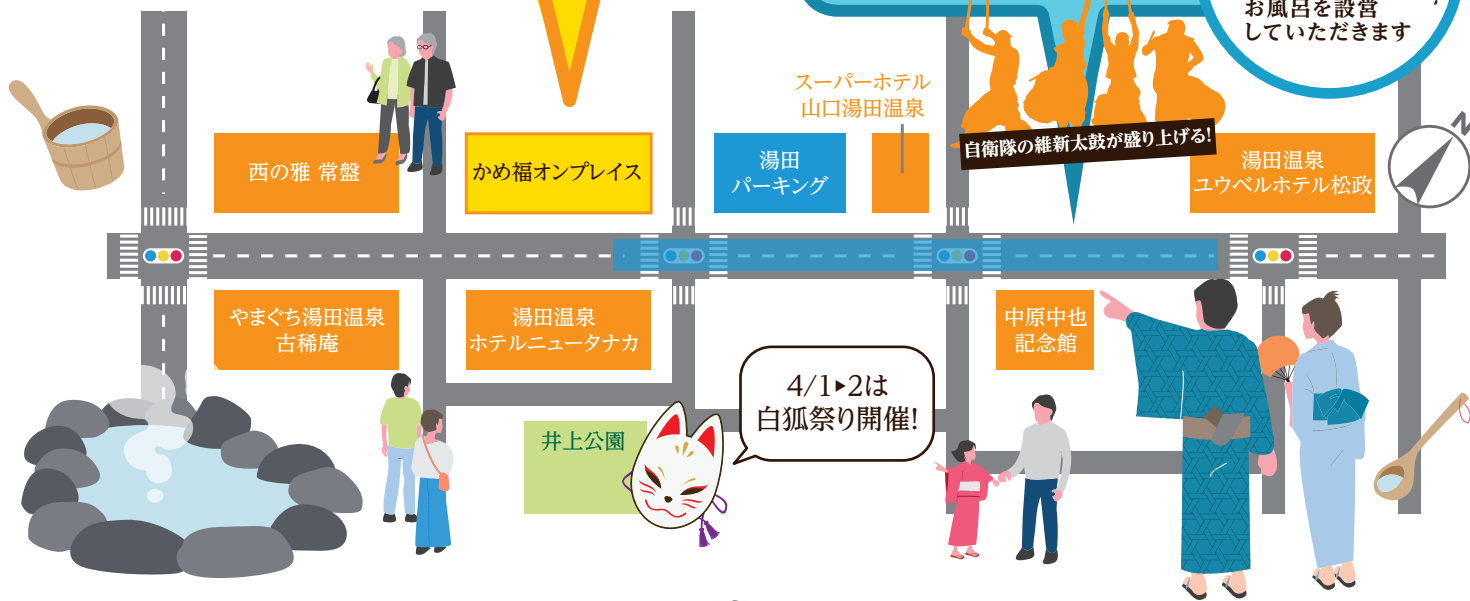 お風呂を設営
していただきます
スーパーホテル
山口湯田温泉
自衛隊の維新太鼓が盛り上げる!
N
西の雅 常盤
かめ福オンプレイス
湯田
パーキング
湯田温泉
ユウベルホテル松政
やまぐち湯田温泉
古稀庵
湯田温泉
ホテルニュータナカ
中原中也
記念館
4/1▶2は
白狐祭り開催!
井上公園